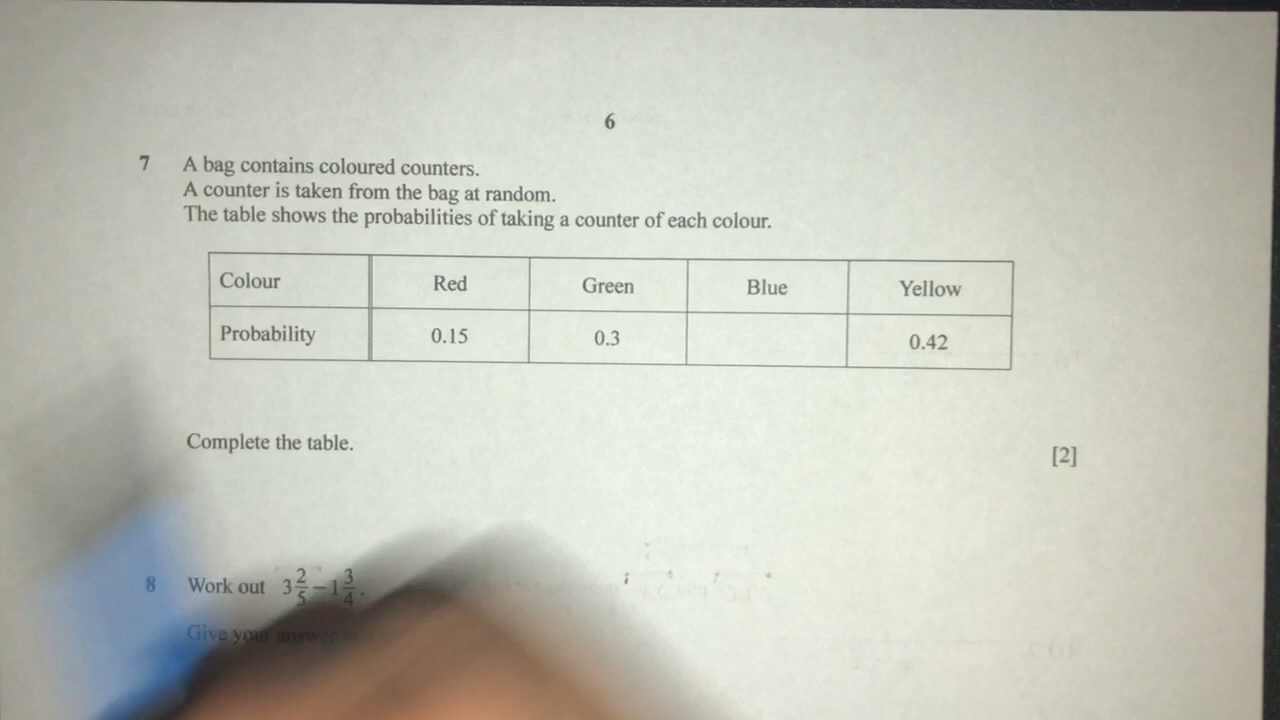 6
7 A bag contains coloured counters.
A counter is taken from the bag at random.
The table shows the probabilities of taking a counter of each colour.
Colour Red Green Blue Yellow
Probability 0.15 0.3 0.42
Complete the table. [2]
8 Work out 3 2/5 − 1 3/4.
Give your answer